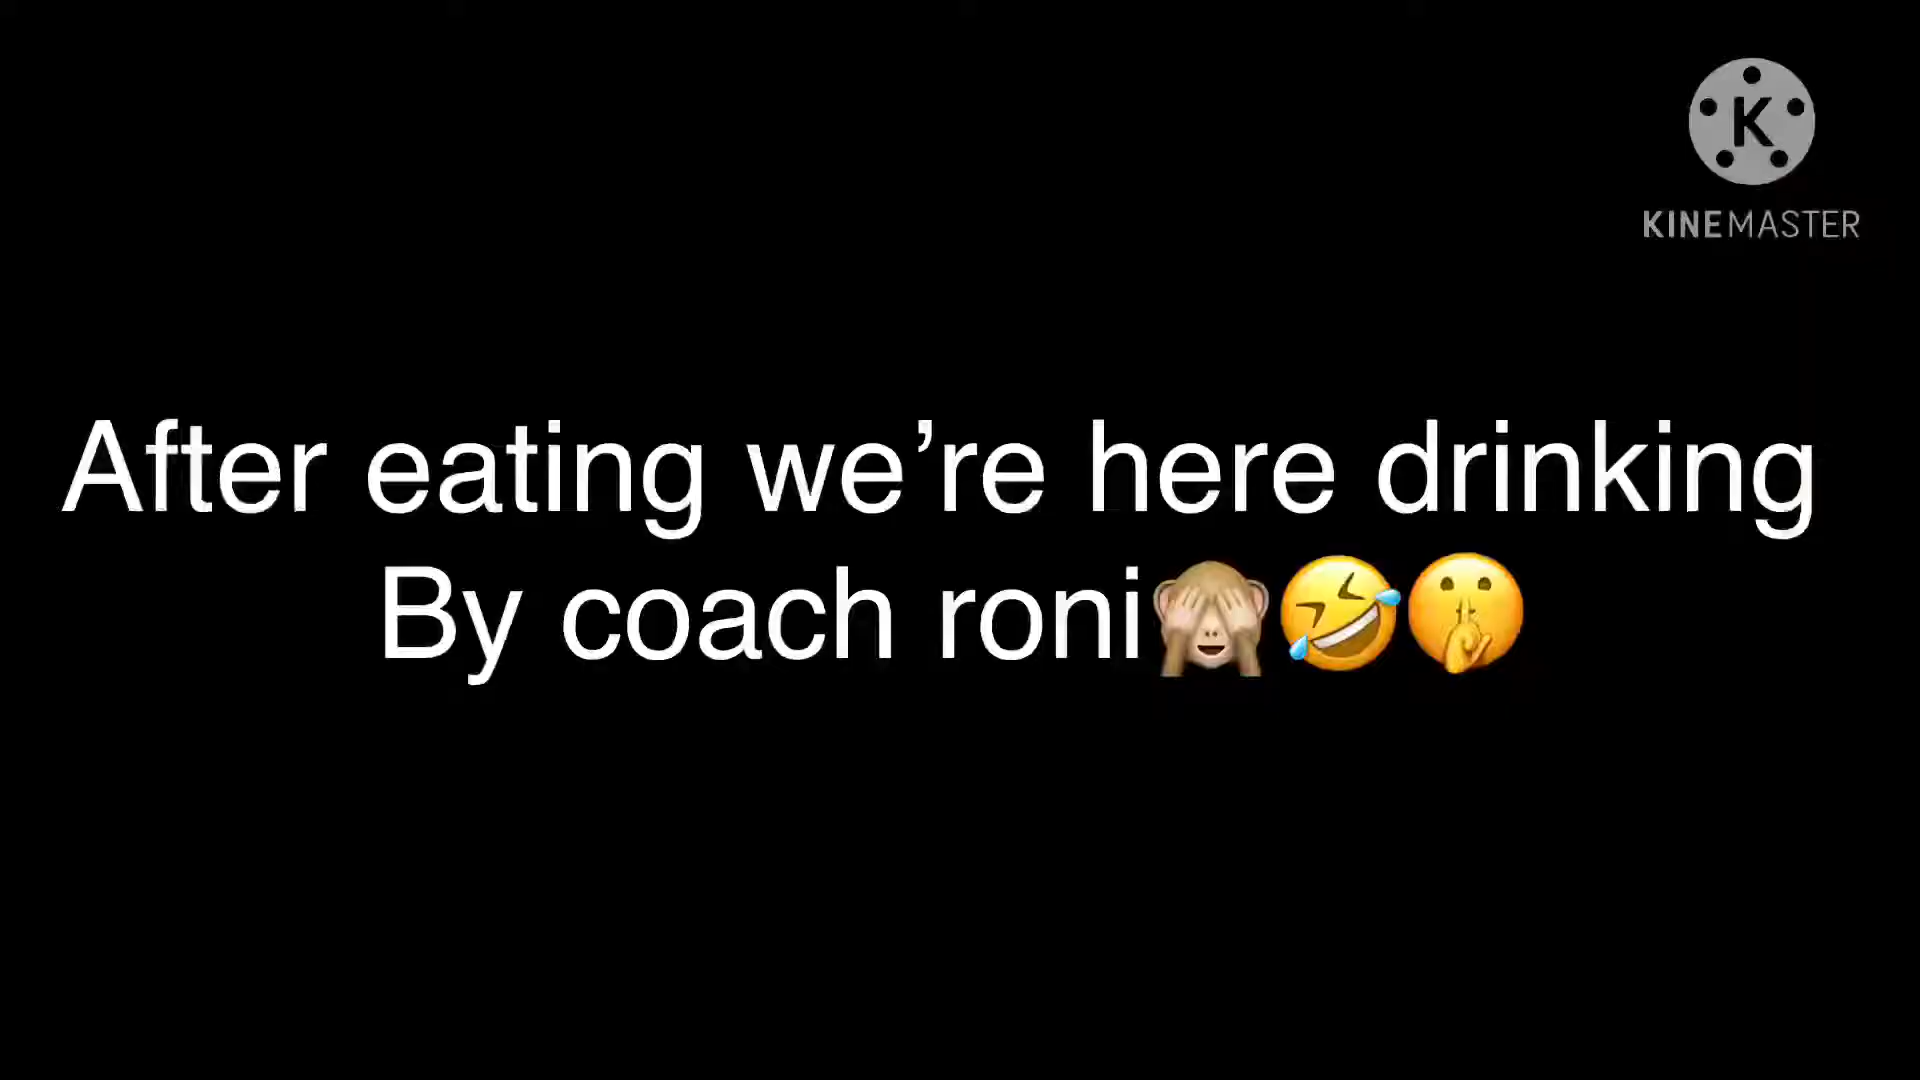 K
KINEMASTER
After eating we’re here drinking
By coach roni🙈🤣🤫